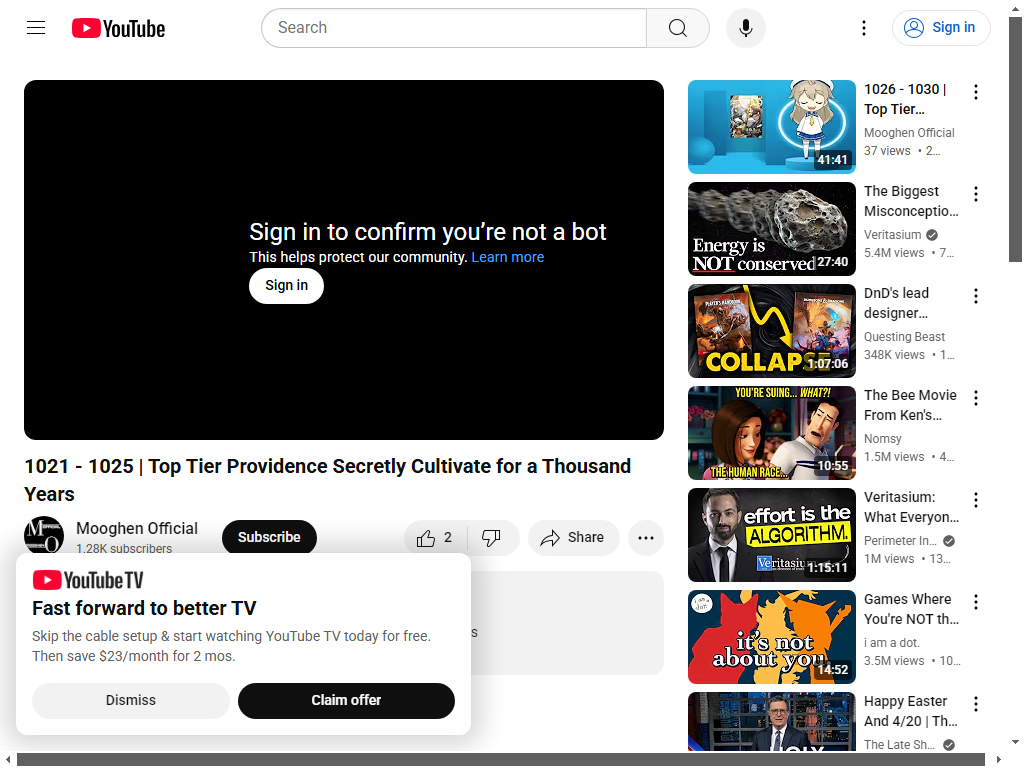 YouTube
Search
Sign in
Sign in to confirm you’re not a bot
This helps protect our community. Learn more
Sign in
1021 - 1025 | Top Tier Providence Secretly Cultivate for a Thousand
Years
Mooghen Official
1.28K subscribers
Subscribe
2
Share
YouTube TV
Fast forward to better TV
Skip the cable setup & start watching YouTube TV today for free.
Then save $23/month for 2 mos.
Dismiss
Claim offer
s
41:41
1026 - 1030 |
Top Tier…
Mooghen Official
37 views • 2…
Energy is
NOT conserved
27:40
The Biggest
Misconceptio…
Veritasium
5.4M views • 7…
COLLAPSE
1:07:06
DnD's lead
designer…
Questing Beast
348K views • 1…
YOU'RE SUING... WHAT?!
THE HUMAN RACE...
10:55
The Bee Movie
From Ken's…
Nomsy
1.5M views • 4…
effort is the
ALGORITHM.
Veritasium
1:15:11
Veritasium:
What Everyon…
Perimeter In…
1M views • 13…
i am a dot.
it's not
about you
14:52
Games Where
You're NOT th…
i am a dot.
3.5M views • 10…
Happy Easter
And 4/20 | Th…
The Late Sh…